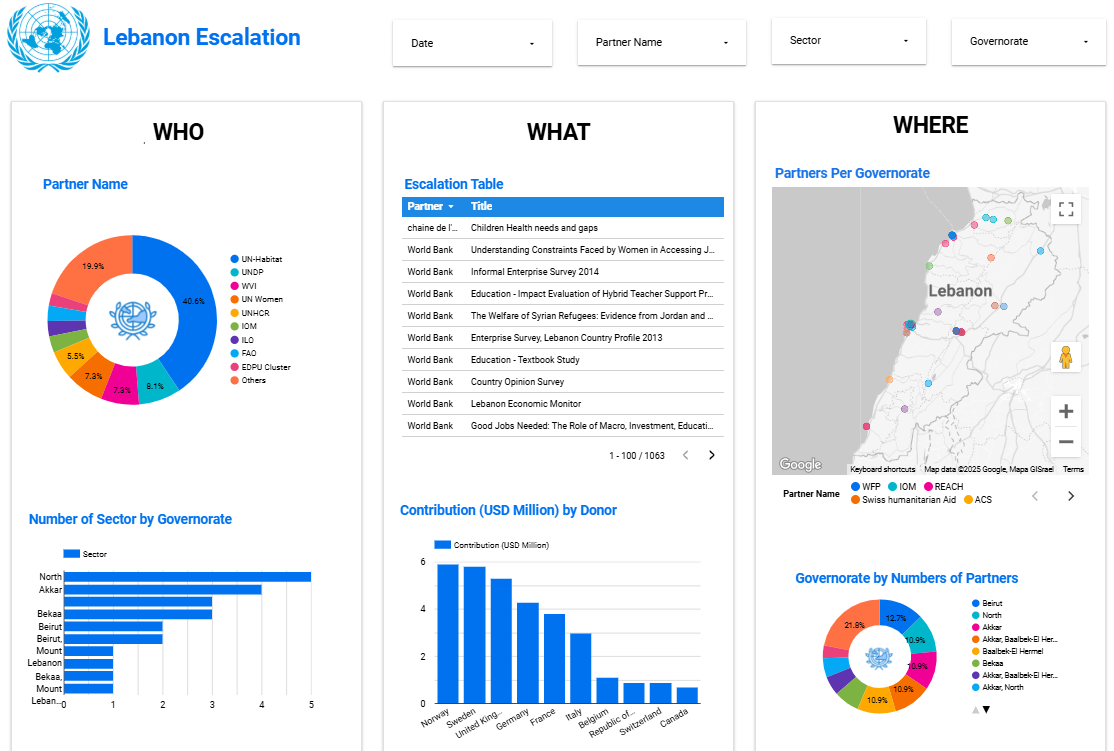 Lebanon Escalation
Date
Partner Name
Sector
Governorate
WHO
Partner Name
19.9%
40.6%
5.5%
7.3%
7.3%
8.1%
UN-Habitat
UNDP
WVI
UN Women
UNHCR
IOM
ILO
FAO
EDPU Cluster
Others
Number of Sector by Governorate
Sector
North
Akkar
Bekaa
Beirut
Beirut,
Mount
Lebanon
Bekaa,
Mount
Leban...
0 1 2 3 4 5
WHAT
Escalation Table
Partner Title
chaine de l'... Children Health needs and gaps
World Bank Understanding Constraints Faced by Women in Accessing J...
World Bank Informal Enterprise Survey 2014
World Bank Education - Impact Evaluation of Hybrid Teacher Support Pr...
World Bank The Welfare of Syrian Refugees: Evidence from Jordan and ...
World Bank Enterprise Survey, Lebanon Country Profile 2013
World Bank Education - Textbook Study
World Bank Country Opinion Survey
World Bank Lebanon Economic Monitor
World Bank Good Jobs Needed: The Role of Macro, Investment, Educati...
1 - 100 / 1063
Contribution (USD Million) by Donor
Contribution (USD Million)
6
4
2
0
Norway
Sweden
United King...
Germany
France
Italy
Belgium
Republic of...
Switzerland
Canada
WHERE
Partners Per Governorate
Lebanon
Google
Keyboard shortcuts Map data ©2025 Google, Mapa GISrael Terms
Partner Name WFP IOM REACH
Swiss humanitarian Aid ACS
Governorate by Numbers of Partners
21.8%
12.7%
10.9%
10.9%
10.9%
10.9%
Beirut
North
Akkar
Akkar, Baalbek-El Her...
Baalbek-El Hermel
Bekaa
Akkar, Baalbek-El Her...
Akkar, North